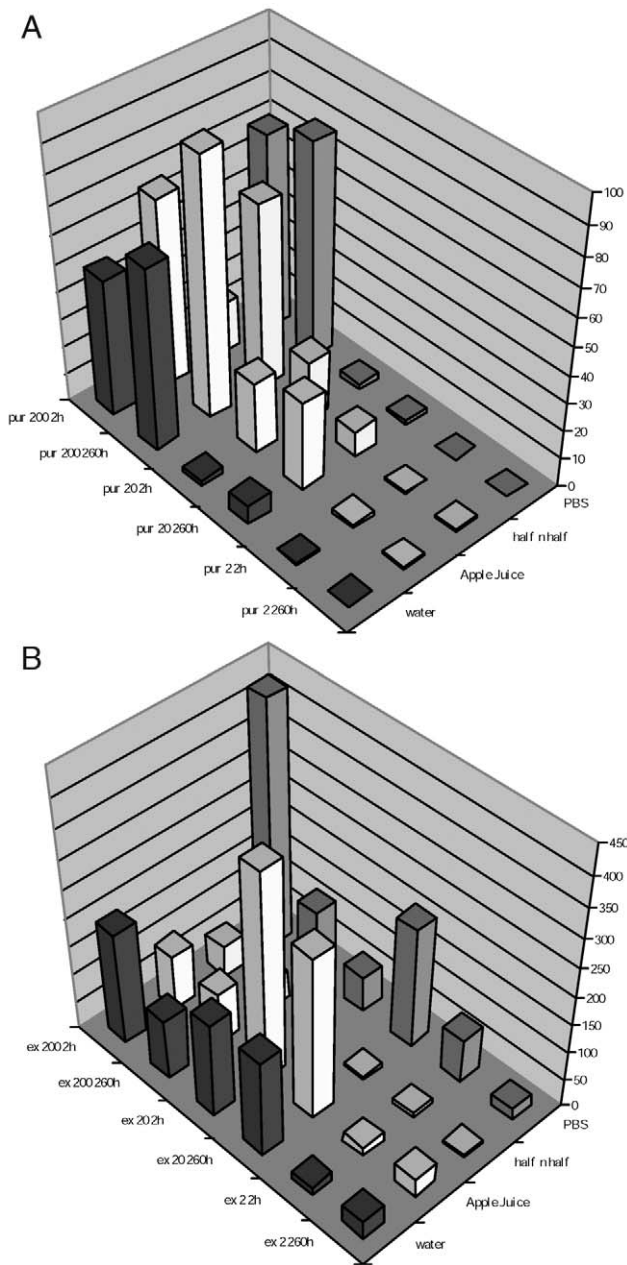 A
100
90
80
70
60
50
40
30
20
10
0
PBS
half n half
Apple Juice
water
pur 200 2h
pur 200 260h
pur 20 2h
pur 20 260h
pur 2 2h
pur 2 260h
B
450
400
350
300
250
200
150
100
50
0
PBS
half n half
Apple Juice
water
ex 200 2h
ex 200 260h
ex 20 2h
ex 20 260h
ex 2 2h
ex 2 260h